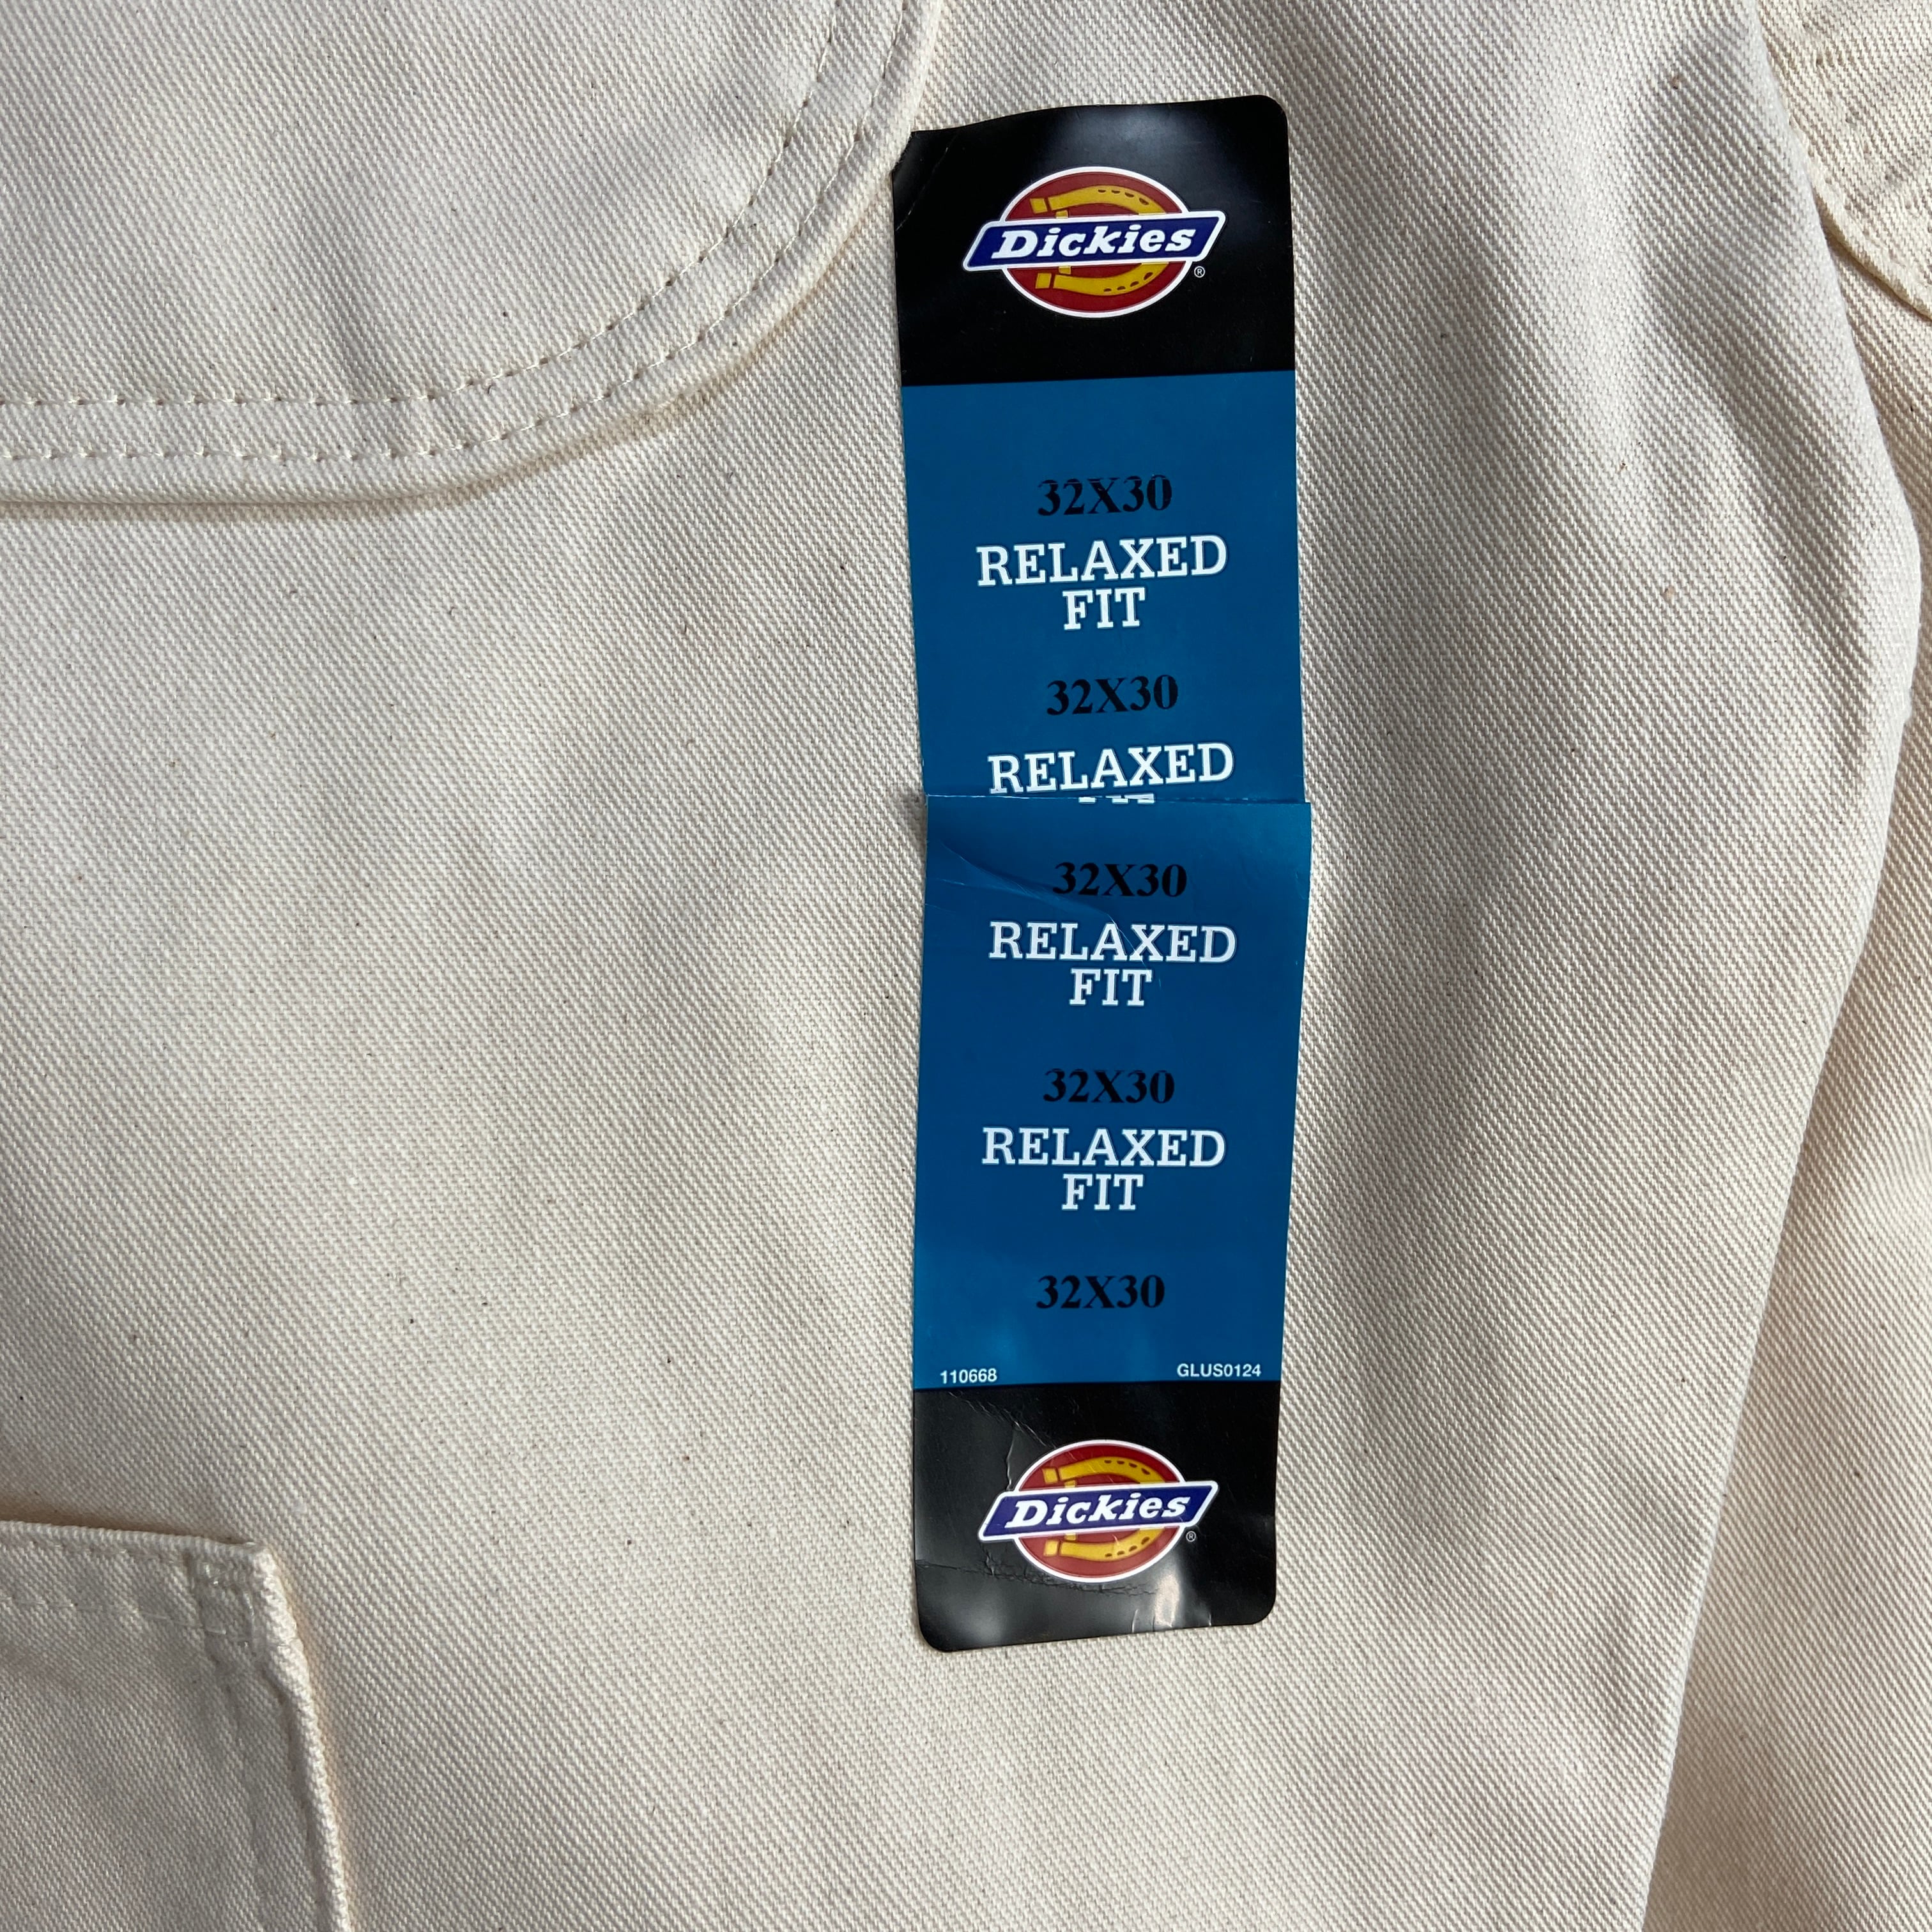 Dickies
®
32X30
RELAXED
FIT
32X30
RELAXED
32X30
RELAXED
FIT
32X30
RELAXED
FIT
32X30
110668 GLUS0124
Dickies
®